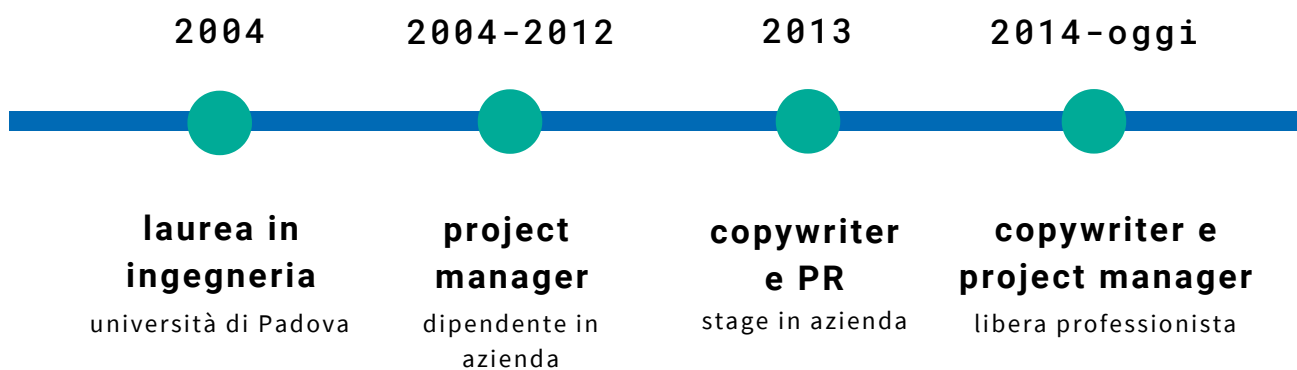 2004
2004-2012
2013
2014-oggi
laurea in
ingegneria
università di Padova
project
manager
dipendente in
azienda
copywriter
e PR
stage in azienda
copywriter e
project manager
libera professionista